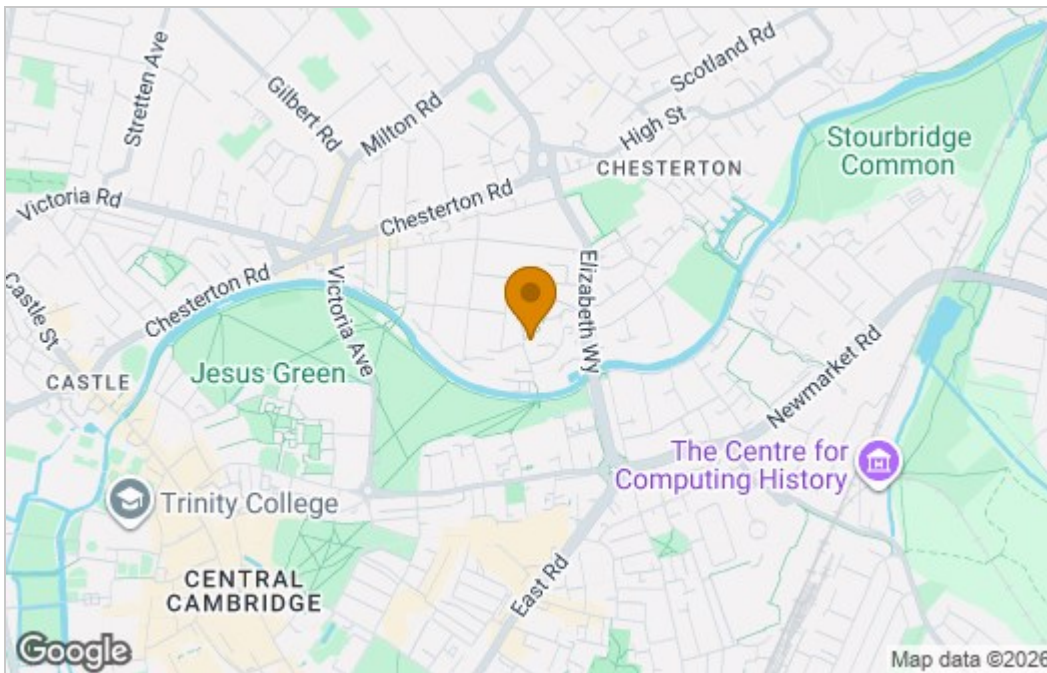 Stretten Ave
Gilbert Rd
Milton Rd
Scotland Rd
High St
Stourbridge
Common
CHESTERTON
Victoria Rd
Chesterton Rd
Chesterton Rd
Castle St
Victoria Ave
Elizabeth Wy
CASTLE
Jesus Green
Newmarket Rd
The Centre for
Computing History
Trinity College
CENTRAL
CAMBRIDGE
East Rd
Google
Map data ©2026